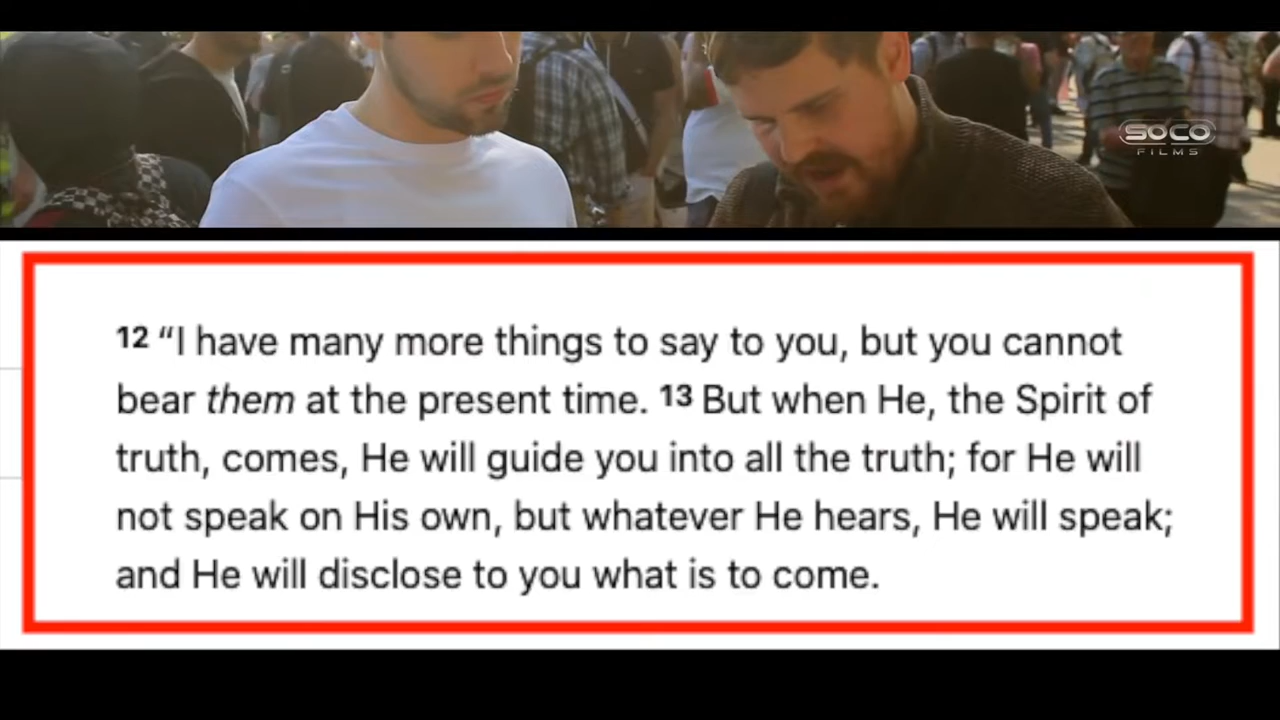 SOCO
FILMS
12 “I have many more things to say to you, but you cannot
bear them at the present time. 13 But when He, the Spirit of
truth, comes, He will guide you into all the truth; for He will
not speak on His own, but whatever He hears, He will speak;
and He will disclose to you what is to come.